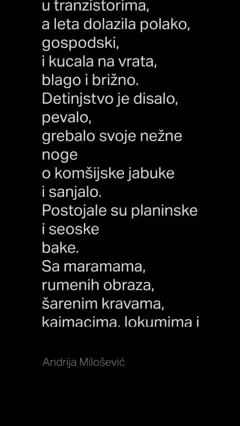 u tranzistorima,
a leta dolazila polako,
gospodski,
i kucala na vrata,
blago i brižno.
Detinjstvo je disalo,
pevalo,
grebalo svoje nežne
noge
o komšijske jabuke
i sanjalo.
Postojale su planinske
i seoske
bake.
Sa maramama,
rumenih obraza,
šarenim kravama,
kajmacima, lokumima i
Andrija Milošević